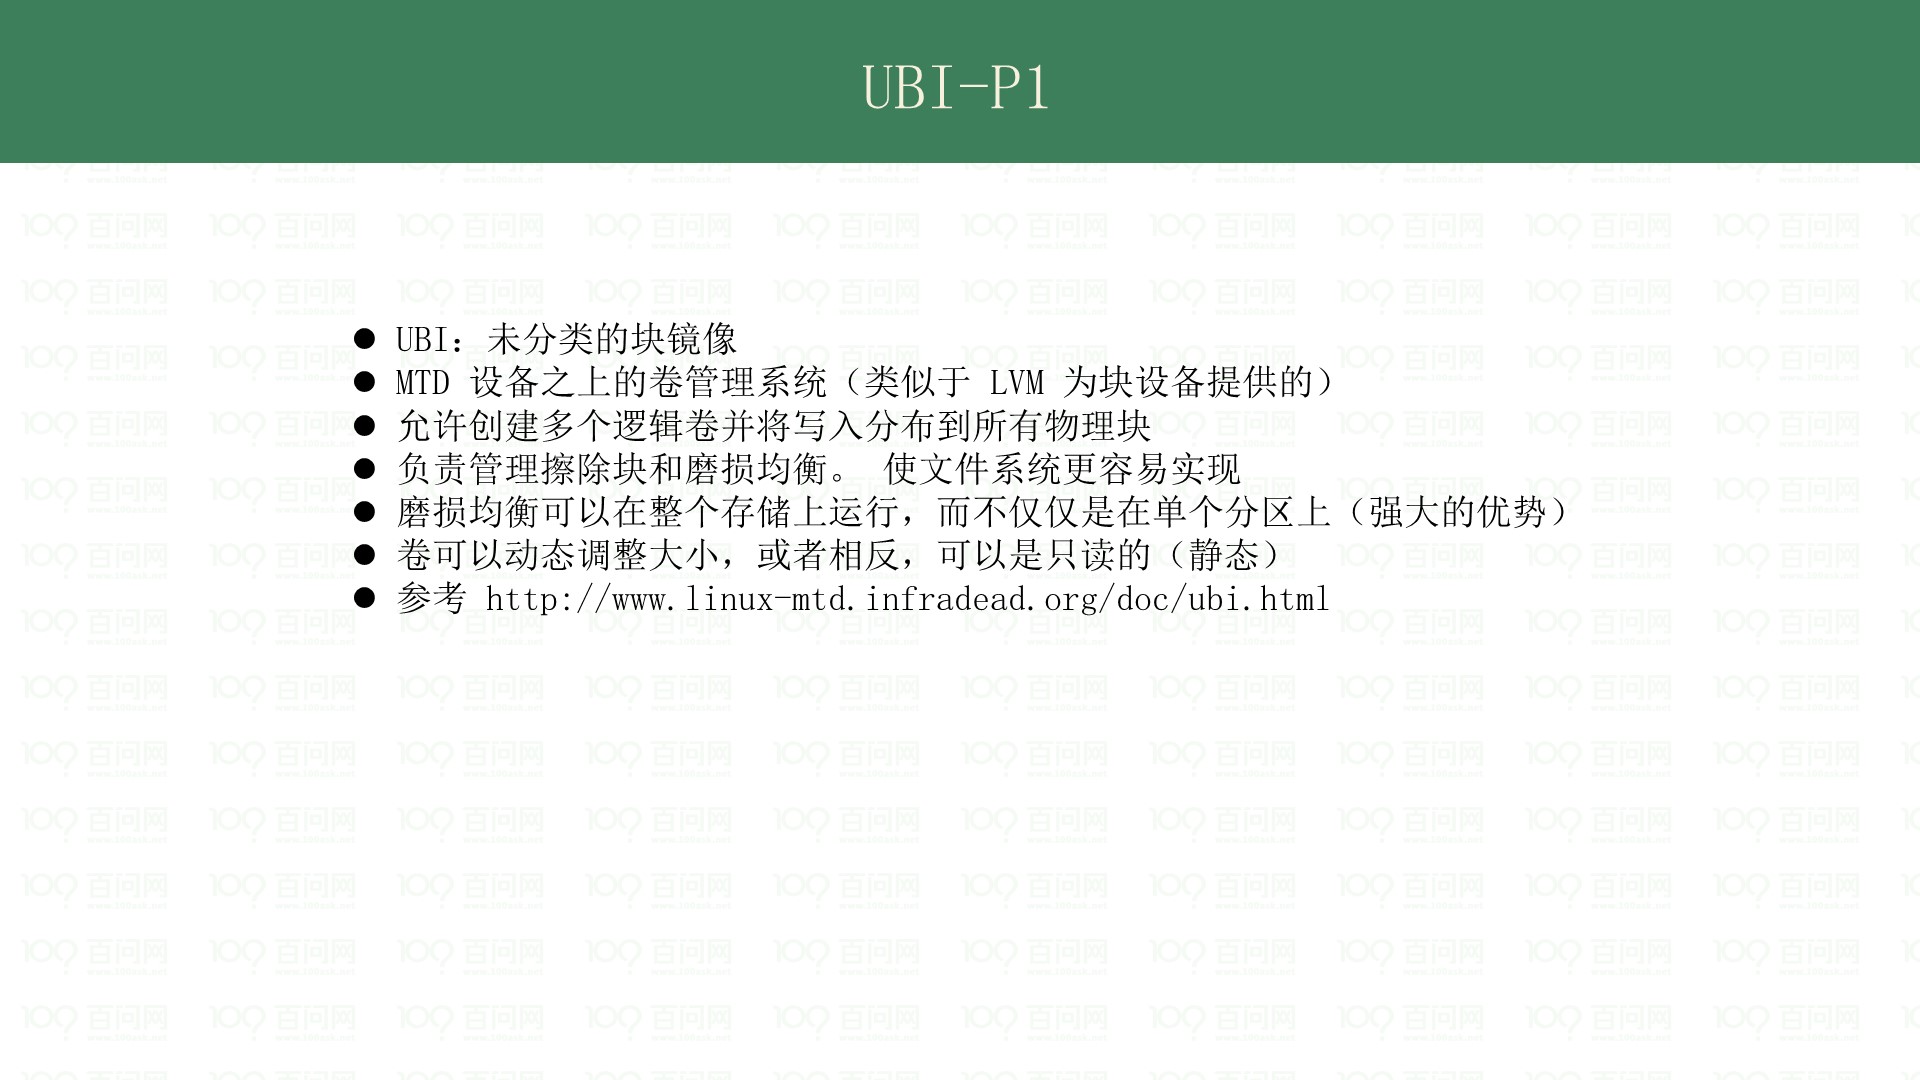 UBI-P1
UBI：未分类的块镜像
MTD 设备之上的卷管理系统（类似于 LVM 为块设备提供的）
允许创建多个逻辑卷并将写入分布到所有物理块
负责管理擦除块和磨损均衡。 使文件系统更容易实现
磨损均衡可以在整个存储上运行，而不仅仅是在单个分区上（强大的优势）
卷可以动态调整大小，或者相反，可以是只读的（静态）
参考 http://www.linux-mtd.infradead.org/doc/ubi.html